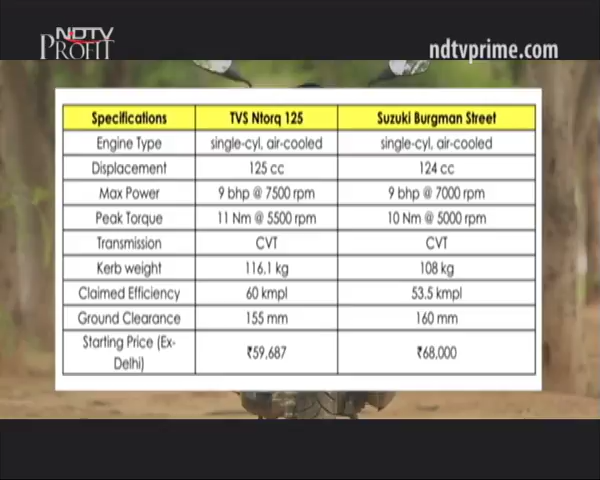 NDTV
PROFIT
ndtvprime.com
Specifications TVS Ntorq 125 Suzuki Burgman Street
Engine Type single-cyl, air-cooled single-cyl, air-cooled
Displacement 125 cc 124 cc
Max Power 9 bhp @ 7500 rpm 9 bhp @ 7000 rpm
Peak Torque 11 Nm @ 5500 rpm 10 Nm @ 5000 rpm
Transmission CVT CVT
Kerb weight 116.1 kg 108 kg
Claimed Efficiency 60 kmpl 53.5 kmpl
Ground Clearance 155 mm 160 mm
Starting Price (Ex-
Delhi) ₹59,687 ₹68,000